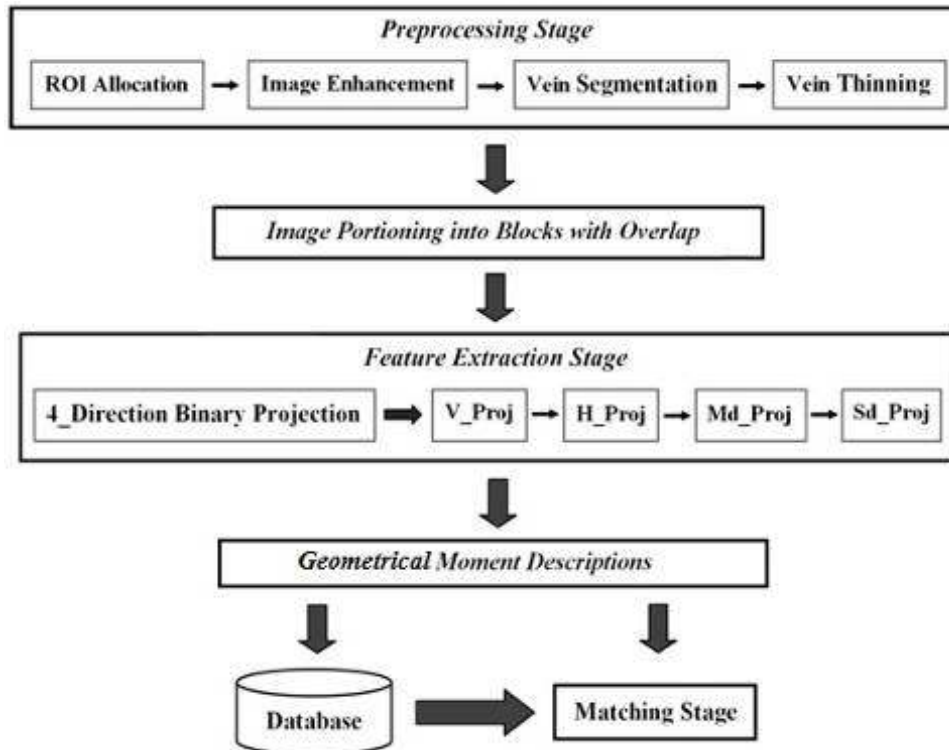 Preprocessing Stage
ROI Allocation
Image Enhancement
Vein Segmentation
Vein Thinning
Image Portioning into Blocks with Overlap
Feature Extraction Stage
4_Direction Binary Projection
V_Proj
H_Proj
Md_Proj
Sd_Proj
Geometrical Moment Descriptions
Database
Matching Stage